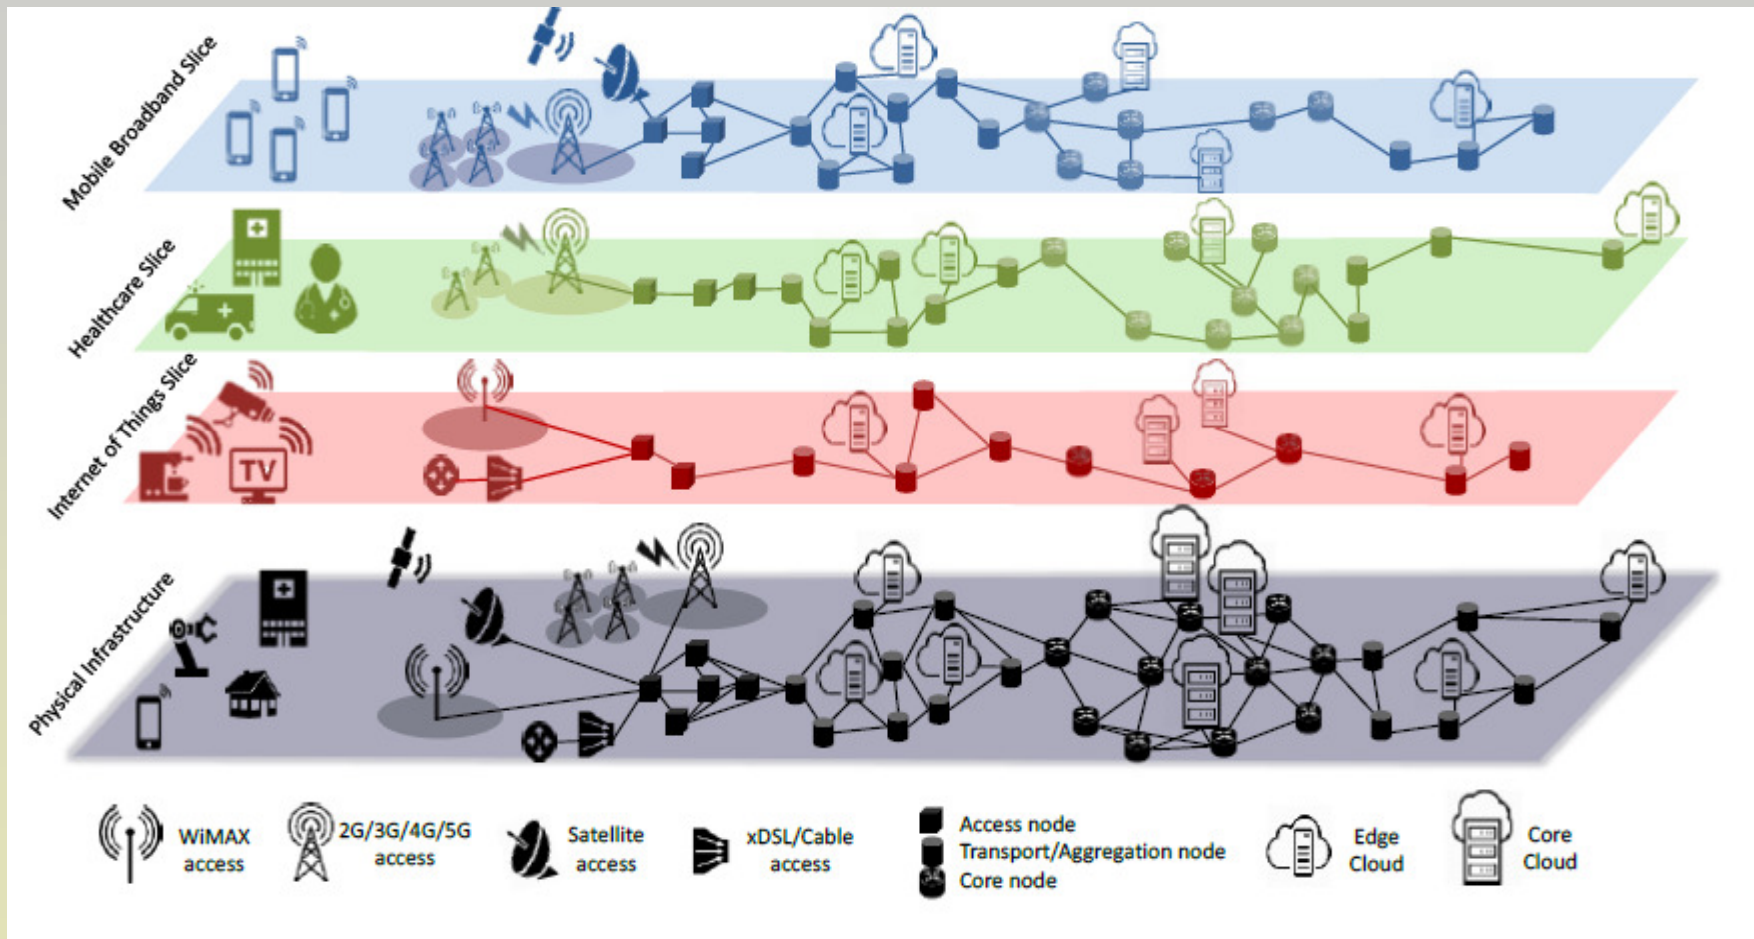 Mobile Broadband Slice
Healthcare Slice
Internet of Things Slice
TV
Physical Infrastructure
WiMAX
access
2G/3G/4G/5G
access
Satellite
access
xDSL/Cable
access
Access node
Transport/Aggregation node
Core node
Edge
Cloud
Core
Cloud